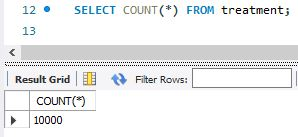 12 SELECT COUNT(*) FROM treatment;
13
Result Grid Filter Rows:
COUNT(*)
10000